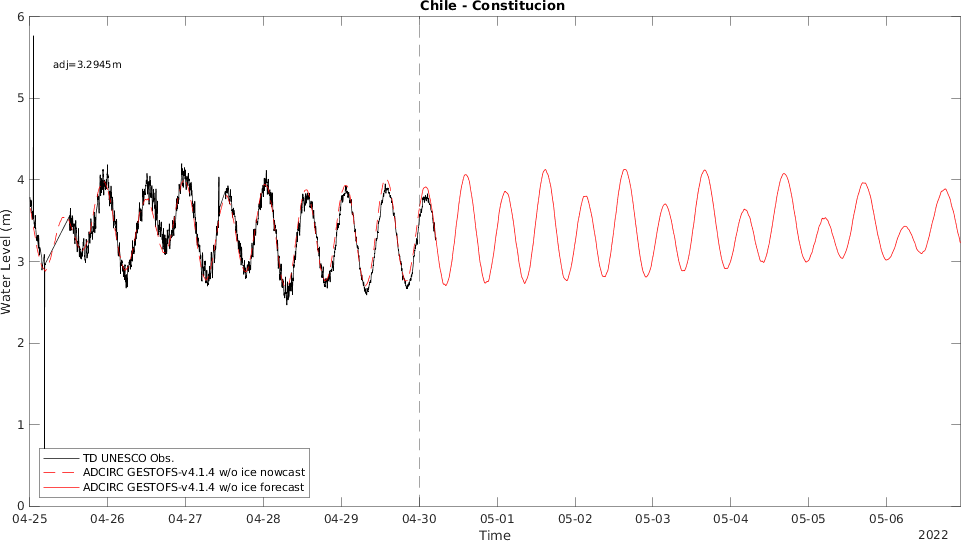 Chile - Constitucion
adj=3.2945m
6
5
4
3
2
1
0
Water Level (m)
TD UNESCO Obs.
ADCIRC GESTOFS-v4.1.4 w/o ice nowcast
ADCIRC GESTOFS-v4.1.4 w/o ice forecast
04-25 04-26 04-27 04-28 04-29 04-30 05-01 05-02 05-03 05-04 05-05 05-06
Time
2022